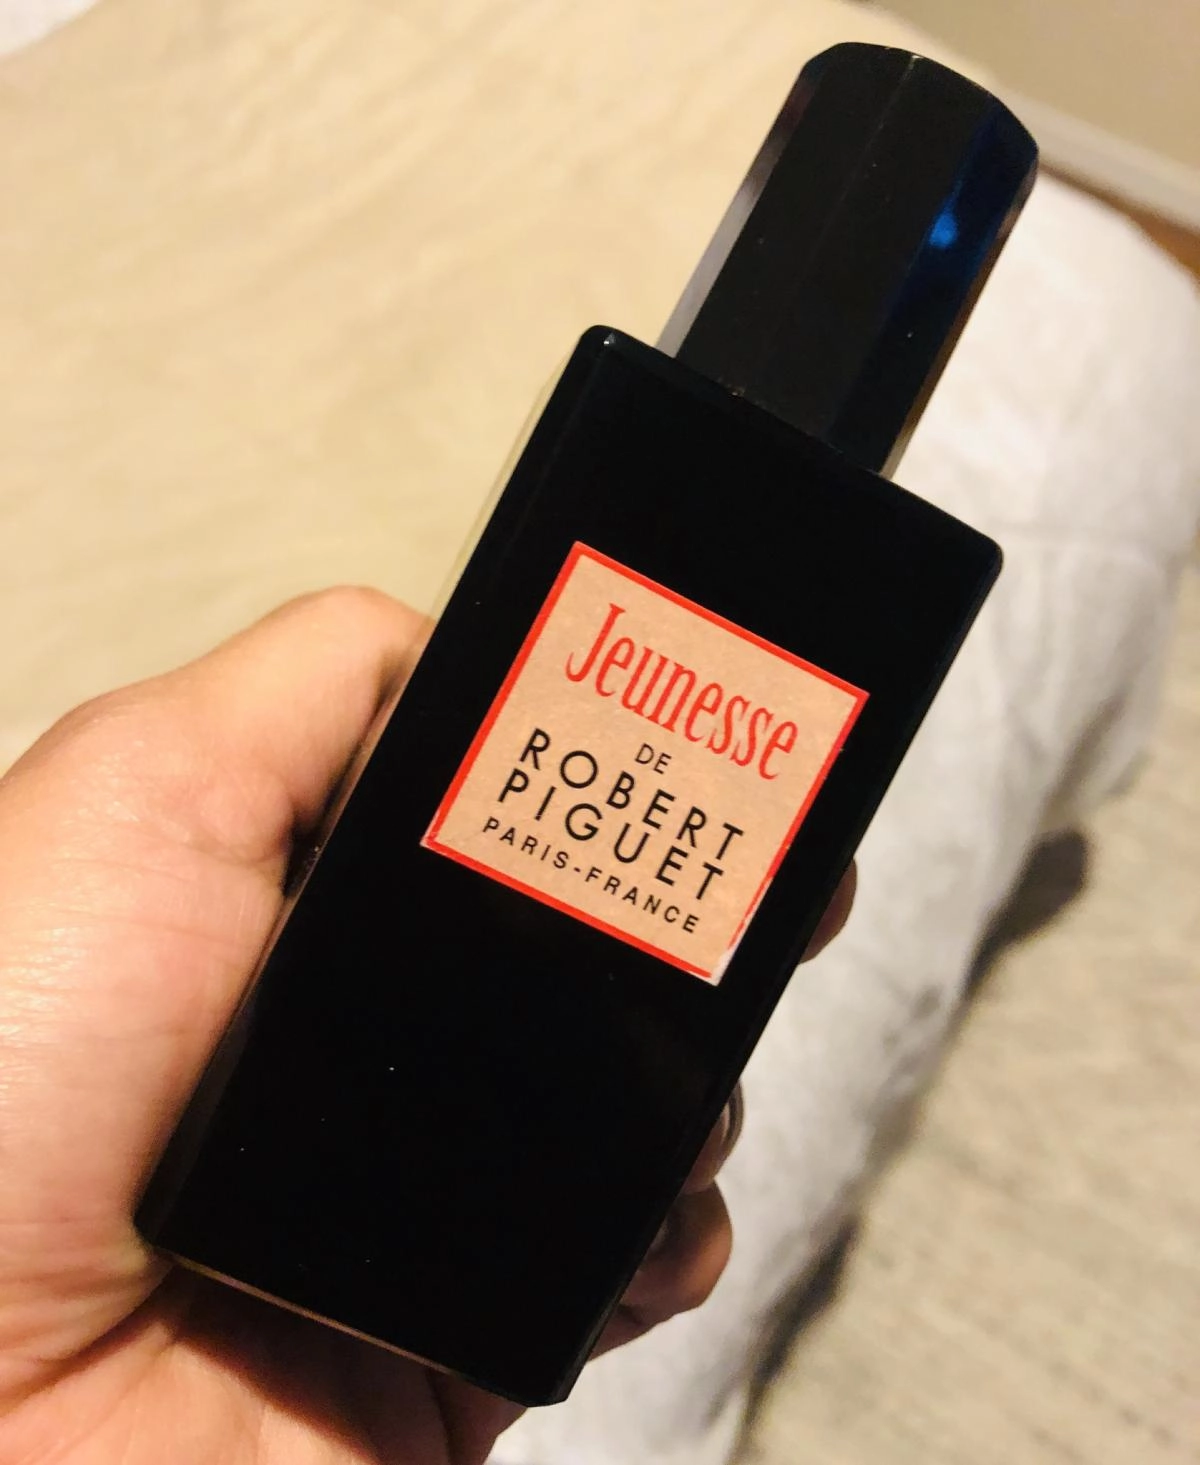 Jeunesse
DE
ROBERT
PIGUET
PARIS-FRANCE